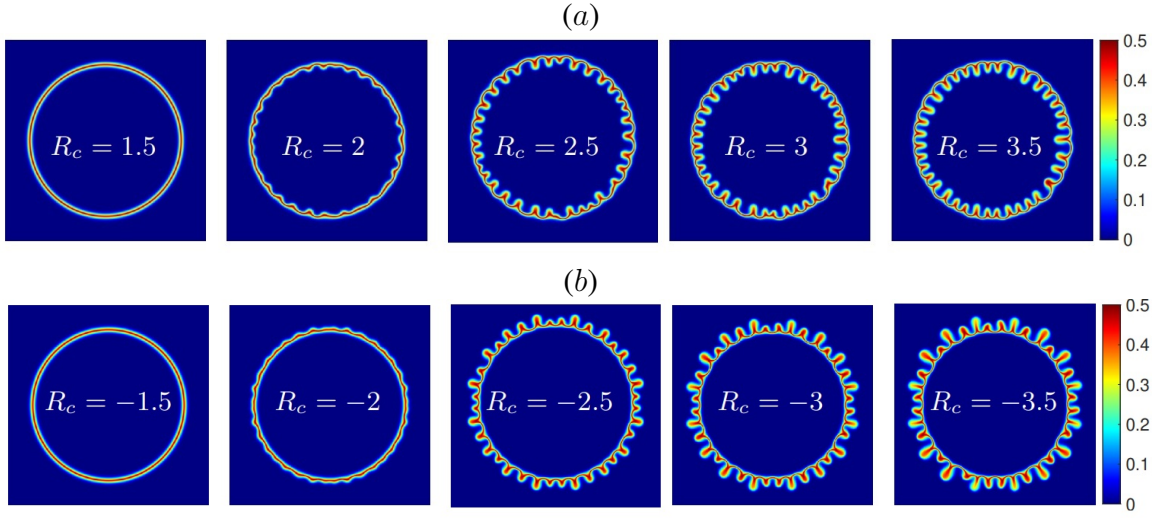 (a)
R_c = 1.5
R_c = 2
R_c = 2.5
R_c = 3
R_c = 3.5
0.5
0.4
0.3
0.2
0.1
0
(b)
R_c = −1.5
R_c = −2
R_c = −2.5
R_c = −3
R_c = −3.5
0.5
0.4
0.3
0.2
0.1
0